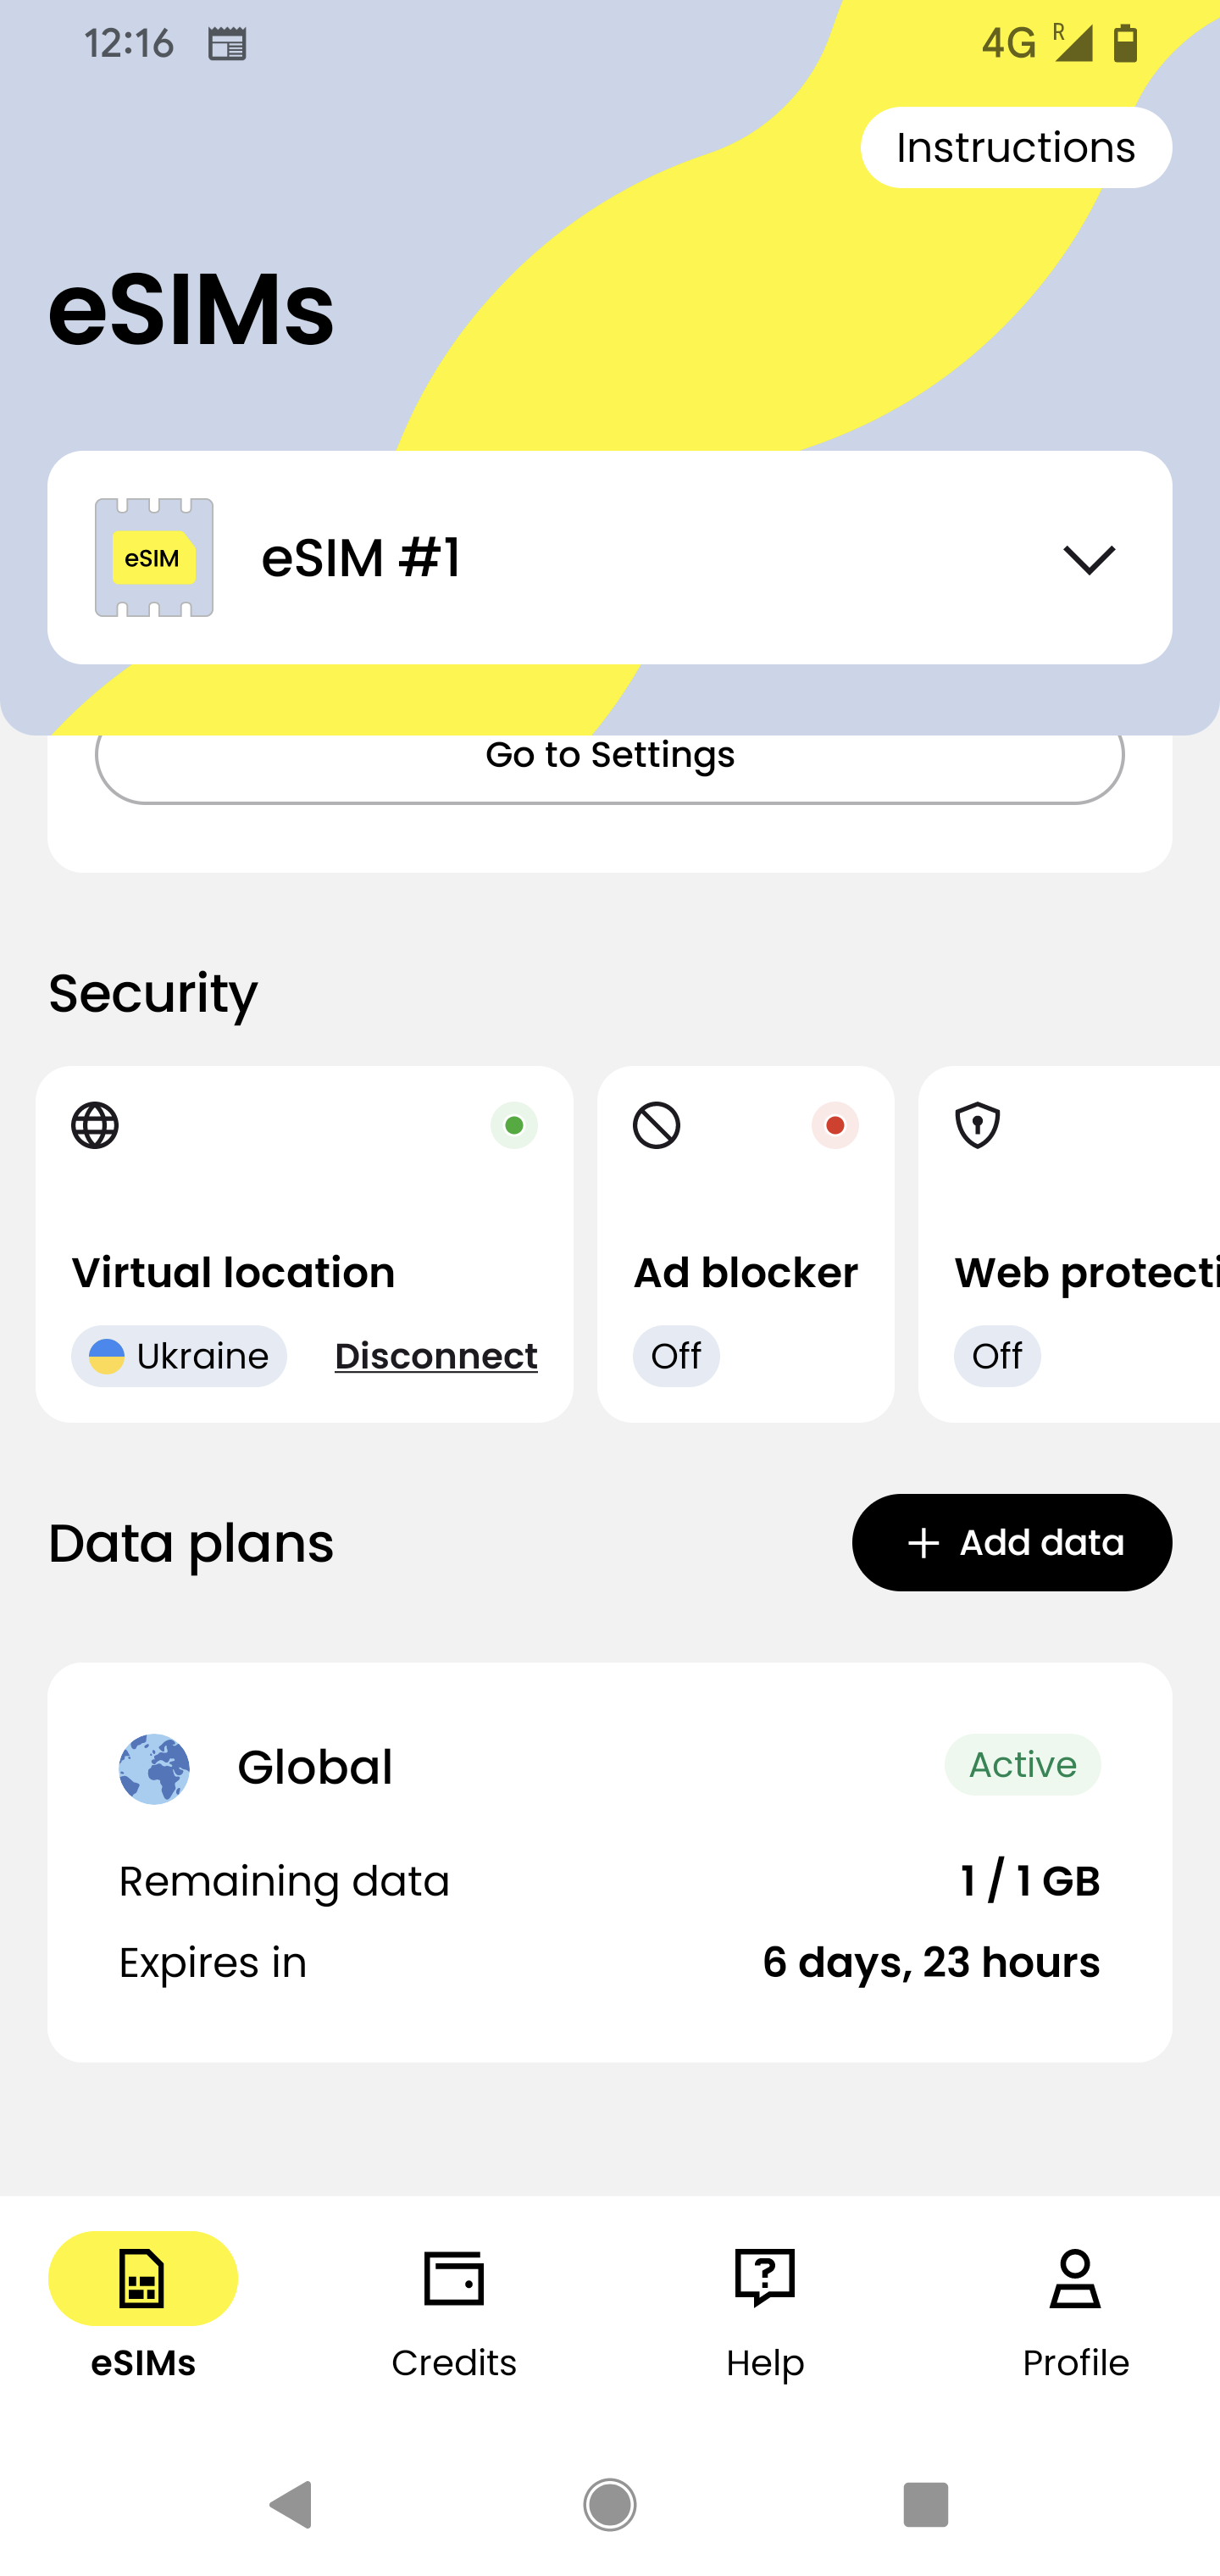 12:16
4G R
Instructions
eSIMs
eSIM
eSIM #1
Go to Settings
Security
Virtual location
Ad blocker
Web protecti
Ukraine
Disconnect
Off
Off
Data plans
+ Add data
Global
Active
Remaining data
1 / 1 GB
Expires in
6 days, 23 hours
eSIMs
Credits
Help
Profile